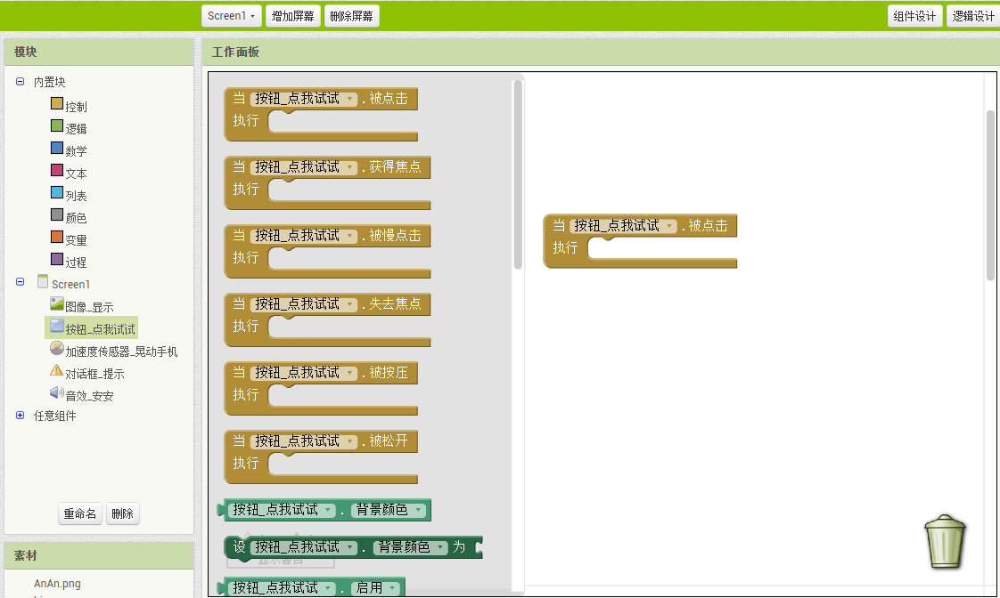 Screen1 增加屏幕 删除屏幕 组件设计 逻辑设计
模块
内置块
控制
逻辑
数学
文本
列表
颜色
变量
过程
Screen1
图像_显示
按钮_点我试试
加速度传感器_晃动手机
对话框_提示
音效_安安
任意组件
重命名 删除
素材
AnAn.png
工作面板
当 按钮_点我试试 . 被点击
执行
当 按钮_点我试试 . 获得焦点
执行
当 按钮_点我试试 . 被慢点击
执行
当 按钮_点我试试 . 失去焦点
执行
当 按钮_点我试试 . 被按压
执行
当 按钮_点我试试 . 被松开
执行
按钮_点我试试 . 背景颜色
设 按钮_点我试试 . 背景颜色 为
显示警告
按钮_点我试试 . 启用
当 按钮_点我试试 . 被点击
执行